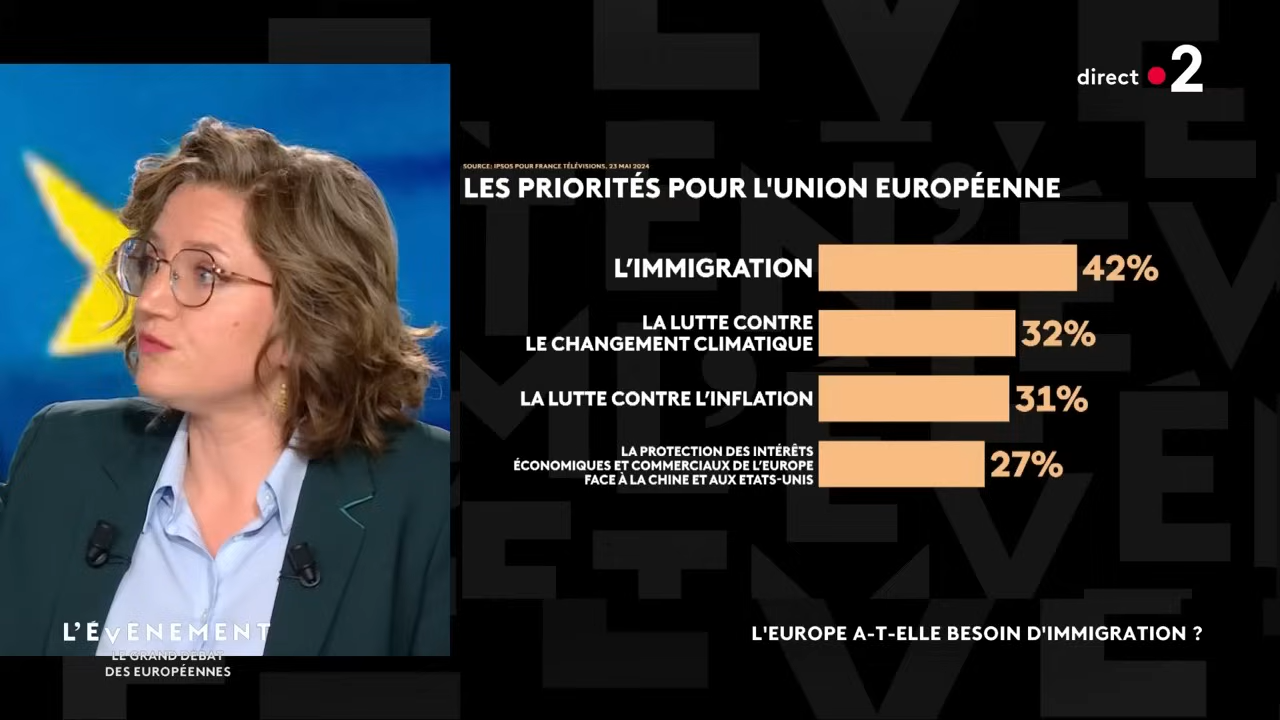 direct 2
SOURCE: IPSOS POUR FRANCE TÉLÉVISIONS, 23 MAI 2024
LES PRIORITÉS POUR L'UNION EUROPÉENNE
L'IMMIGRATION 42%
LA LUTTE CONTRE
LE CHANGEMENT CLIMATIQUE 32%
LA LUTTE CONTRE L'INFLATION 31%
LA PROTECTION DES INTÉRÊTS
ÉCONOMIQUES ET COMMERCIAUX DE L'EUROPE
FACE À LA CHINE ET AUX ETATS-UNIS 27%
L'ÉVENEMENT
LE GRAND DÉBAT
DES EUROPÉENNES
L'EUROPE A-T-ELLE BESOIN D'IMMIGRATION ?